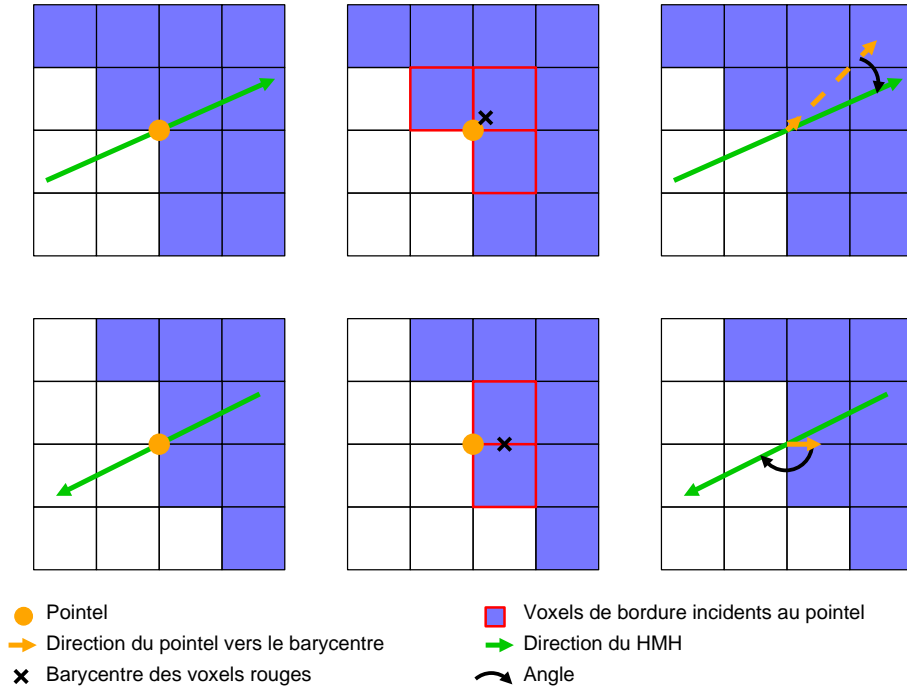 Pointel
Voxels de bordure incidents au pointel
Direction du pointel vers le barycentre
Direction du HMH
Barycentre des voxels rouges
Angle